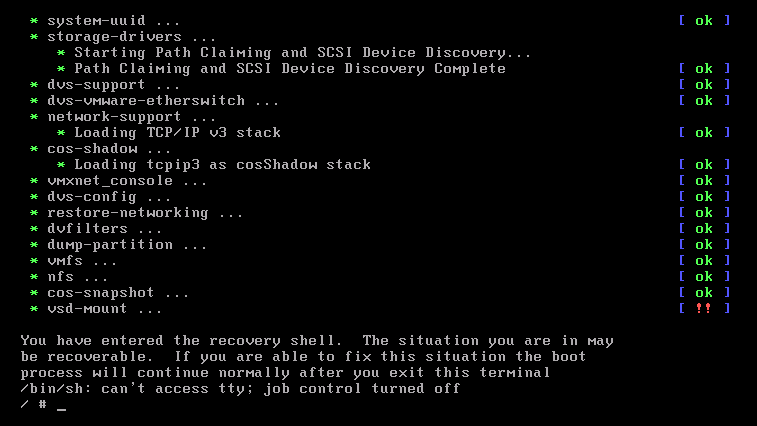 * system-uuid ... [ ok ]
* storage-drivers ...
* Starting Path Claiming and SCSI Device Discovery...
* Path Claiming and SCSI Device Discovery Complete [ ok ]
* dvs-support ... [ ok ]
* dvs-vmware-etherswitch ... [ ok ]
* network-support ...
* Loading TCP/IP v3 stack [ ok ]
* cos-shadow ...
* Loading tcpip3 as cosShadow stack [ ok ]
* vmxnet_console ... [ ok ]
* dvs-config ... [ ok ]
* restore-networking ... [ ok ]
* dvfilters ... [ ok ]
* dump-partition ... [ ok ]
* vmfs ... [ ok ]
* nfs ... [ ok ]
* cos-snapshot ... [ ok ]
* vsd-mount ... [ !! ]
You have entered the recovery shell.  The situation you are in may
be recoverable.  If you are able to fix this situation the boot
process will continue normally after you exit this terminal
/bin/sh: can't access tty; job control turned off
/ # _